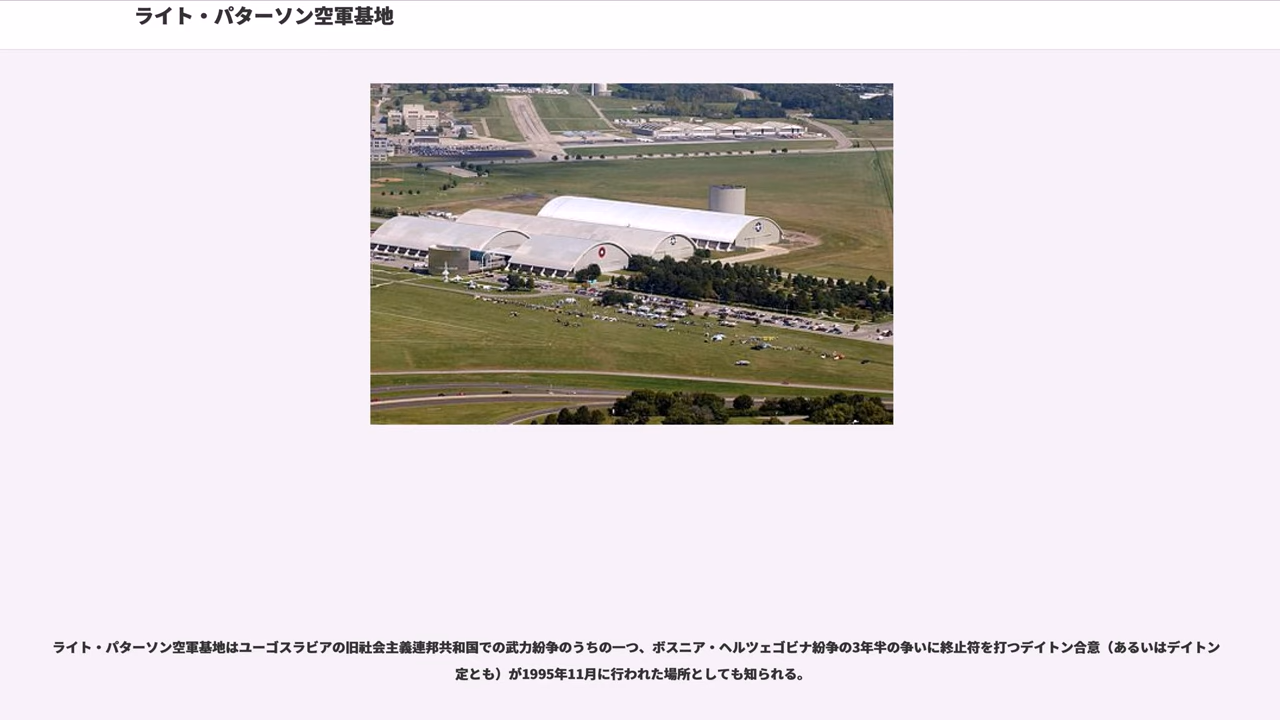 ライト・パターソン空軍基地
ライト・パターソン空軍基地はユーゴスラビアの旧社会主義連邦共和国での武力紛争のうちの一つ、ボスニア・ヘルツェゴビナ紛争の3年半の争いに終止符を打つデイトン合意（あるいはデイトン
定とも）が1995年11月に行われた場所としても知られる。